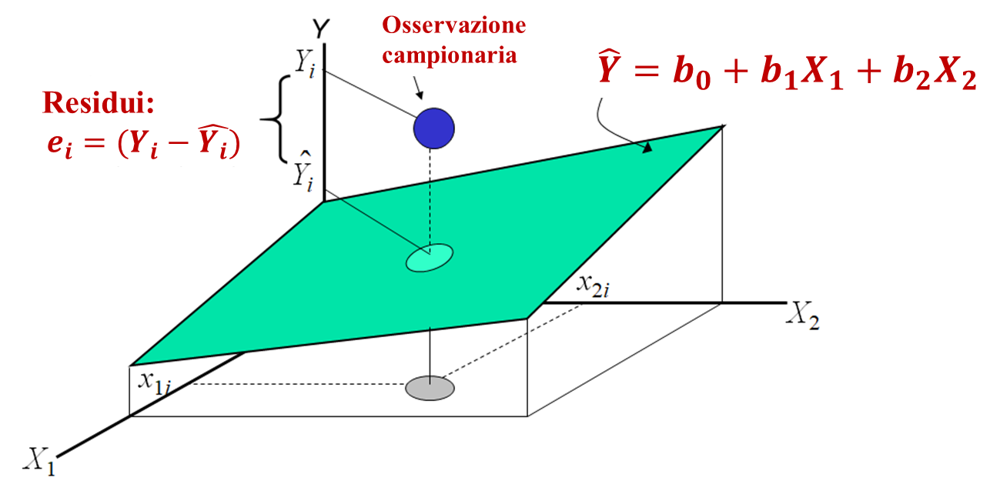 Y
Osservazione
campionaria
Yᵢ
Ŷ = b₀ + b₁X₁ + b₂X₂
Residui:
eᵢ = (Yᵢ − Ŷᵢ)
Ŷᵢ
x₂ᵢ
X₂
x₁ᵢ
X₁